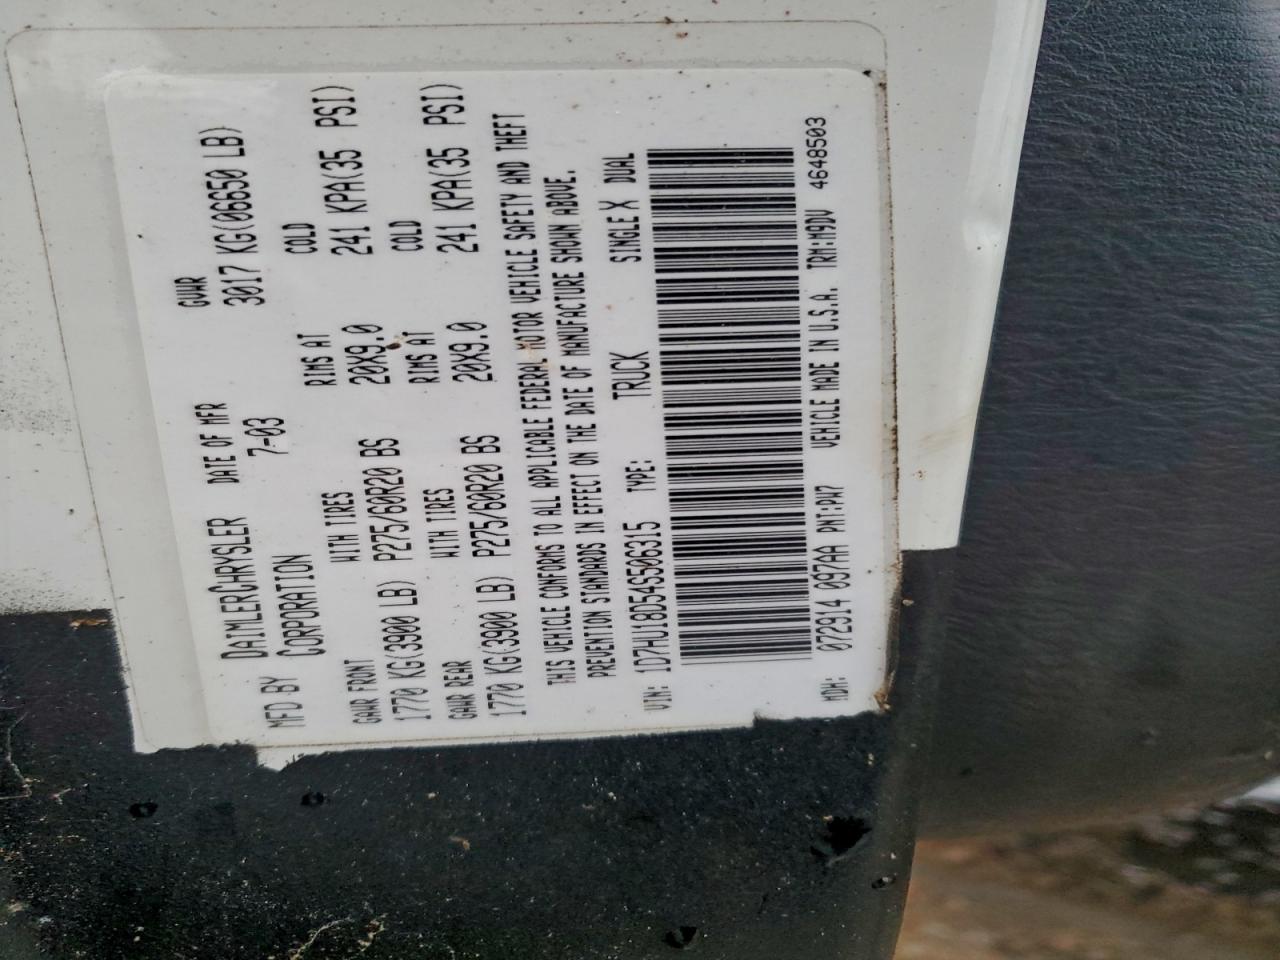 MFD BY DAIMLERCHRYSLER CORPORATION DATE OF MFR 7-03 GVWR 3017 KG(06650 LB)
GAWR FRONT WITH TIRES RIMS AT COLD
1770 KG(3900 LB) P275/60R20 BS 20X9.0 241 KPA(35 PSI)
GAWR REAR WITH TIRES RIMS AT COLD
1770 KG(3900 LB) P275/60R20 BS 20X9.0 241 KPA(35 PSI)
THIS VEHICLE CONFORMS TO ALL APPLICABLE FEDERAL MOTOR VEHICLE SAFETY AND THEFT
PREVENTION STANDARDS IN EFFECT ON THE DATE OF MANUFACTURE SHOWN ABOVE.
VIN: 1D7HU18D54S506315 TYPE: TRUCK SINGLE X DUAL
MDH: 072914 097AA PNT:PW7 VEHICLE MADE IN U.S.A. TRM:M9DV 4648503